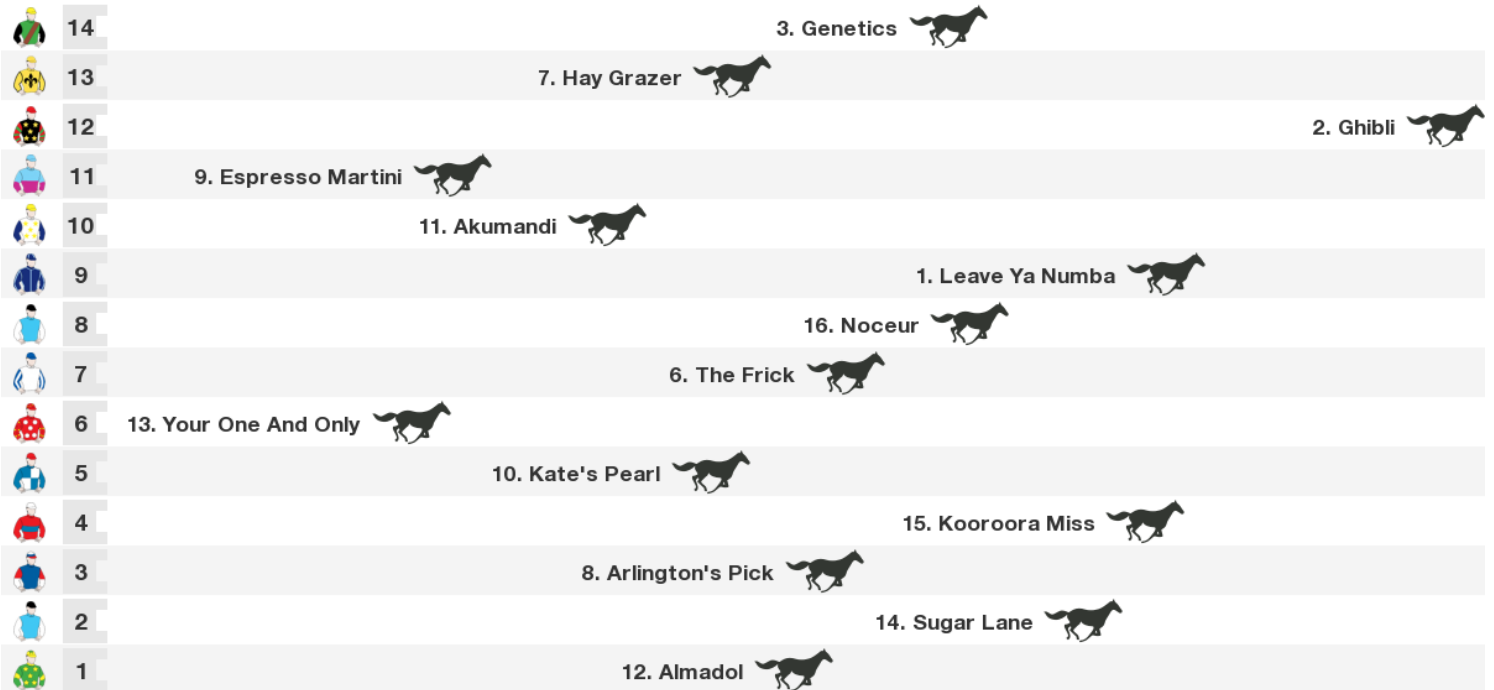 14 3. Genetics
13 7. Hay Grazer
12 2. Ghibli
11 9. Espresso Martini
10 11. Akumandi
9 1. Leave Ya Numba
8 16. Noceur
7 6. The Frick
6 13. Your One And Only
5 10. Kate's Pearl
4 15. Kooroora Miss
3 8. Arlington's Pick
2 14. Sugar Lane
1 12. Almadol